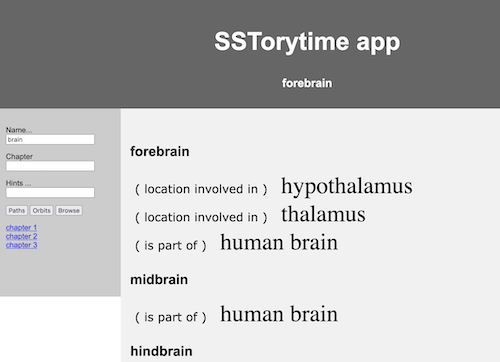 SSTorytime app
forebrain
Name...
brain
Chapter
Hints ...
Paths Orbits Browse
chapter 1
chapter 2
chapter 3
forebrain
( location involved in ) hypothalamus
( location involved in ) thalamus
( is part of ) human brain
midbrain
( is part of ) human brain
hindbrain